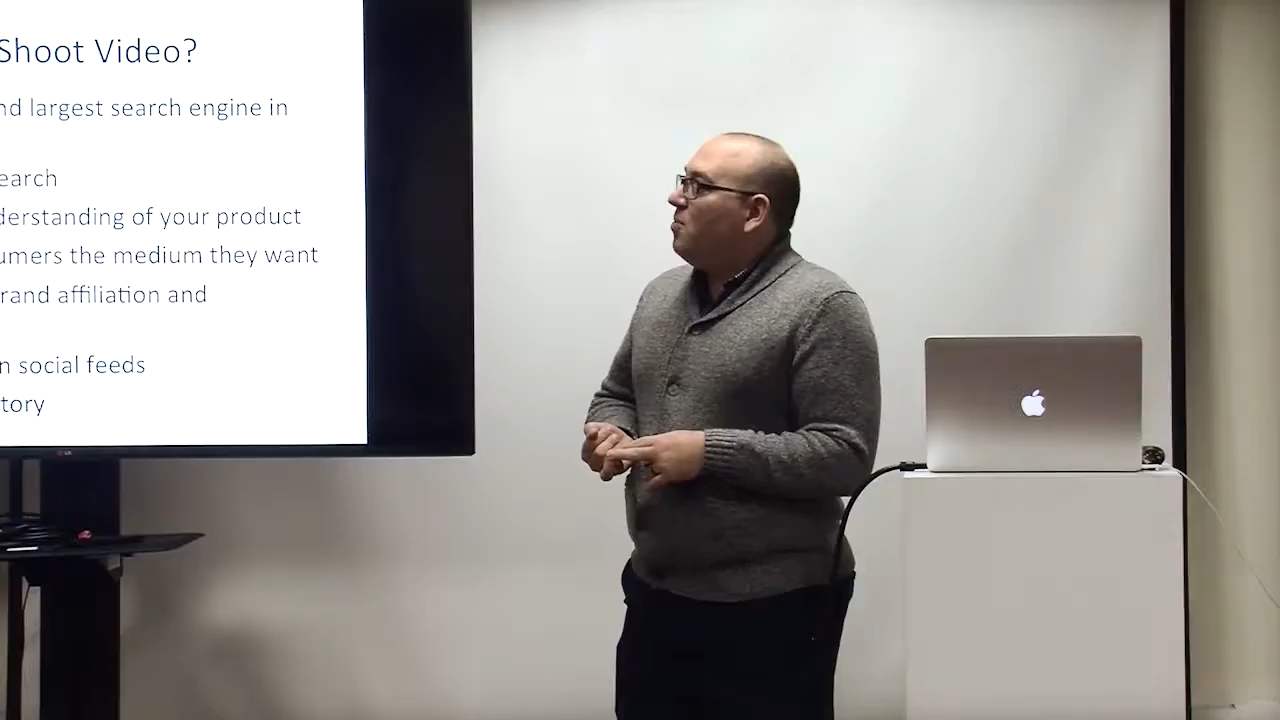 Shoot Video?
nd largest search engine in
earch
derstanding of your product
umers the medium they want
rand affiliation and
n social feeds
tory
LG